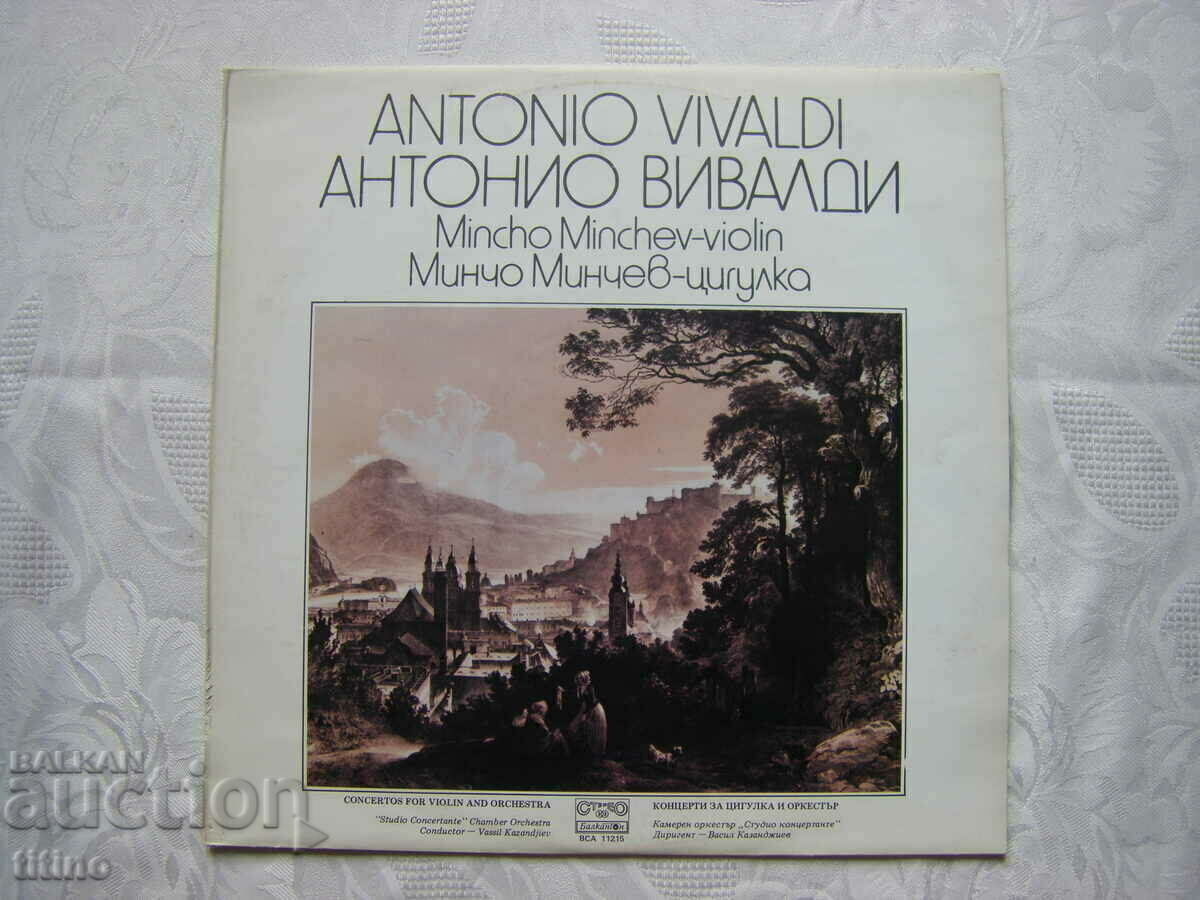 ANTONIO VIVALDI
АНТОНИО ВИВАЛДИ
Mincho Minchev-violin
Минчо Минчев-цигулка
CONCERTOS FOR VIOLIN AND ORCHESTRA
"Studio Concertante" Chamber Orchestra
Conductor — Vassil Kazandjiev
СТЕРЕО
Балкантон
BCA 11215
КОНЦЕРТИ ЗА ЦИГУЛКА И ОРКЕСТЪР
Камерен оркестър „Студио концертанте"
Диригент — Васил Казанджиев
BALKAN
auction
titino